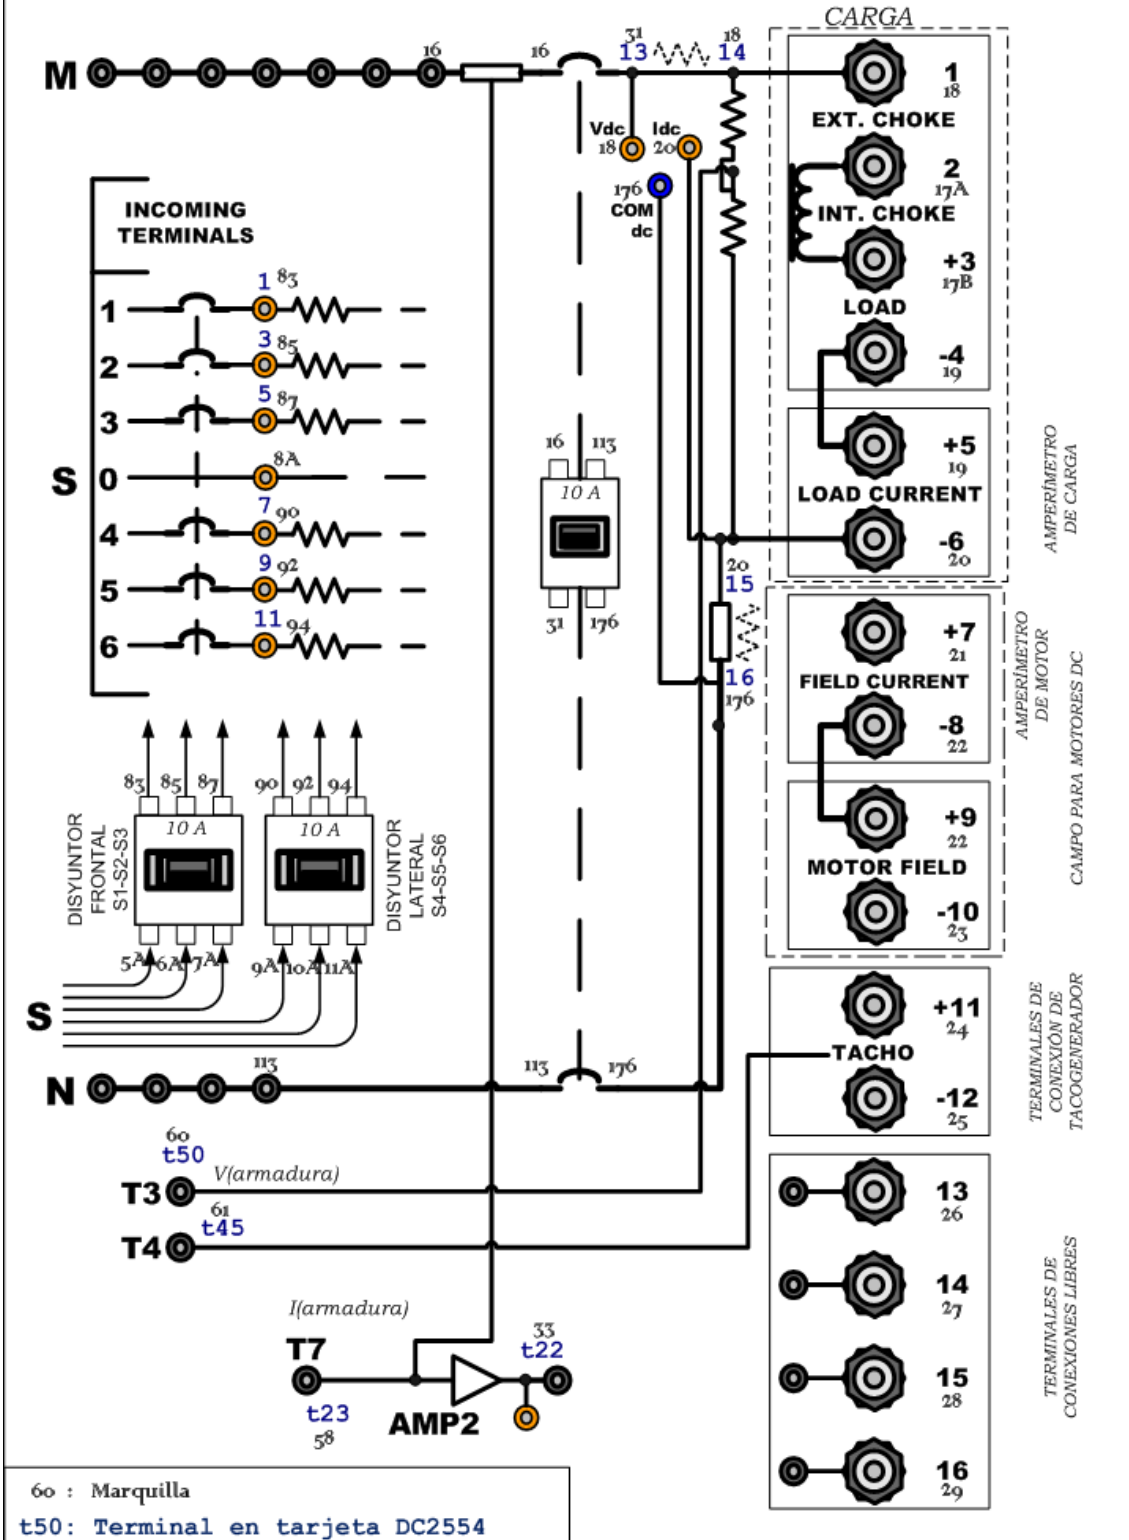 CARGA
M
16
16
31
13
18
14
1
18
EXT. CHOKE
Vdc
18
Idc
20
2
17A
176
COM
dc
INT. CHOKE
+3
17B
INCOMING
TERMINALS
1
1
83
LOAD
2
3
85
-4
19
3
5
87
+5
19
S
0
8A
16
113
10 A
LOAD CURRENT
4
7
90
-6
20
5
9
92
20
15
31
176
6
11
94
+7
21
16
176
FIELD CURRENT
-8
22
AMPERÍMETRO
DE CARGA
AMPERÍMETRO
DE MOTOR
CAMPO PARA MOTORES DC
83
85
87
90
92
94
10 A
10 A
DISYUNTOR
FRONTAL
S1-S2-S3
DISYUNTOR
LATERAL
S4-S5-S6
+9
22
MOTOR FIELD
-10
23
5A
6A
7A
9A
10A
11A
S
+11
24
TACHO
-12
25
TERMINALES DE
CONEXIÓN DE
TACOGENERADOR
N
113
113
176
60
t50
T3
V(armadura)
61
t45
T4
13
26
14
27
15
28
16
29
TERMINALES DE
CONEXIONES LIBRES
I(armadura)
T7
t23
58
AMP2
33
t22
60 : Marquilla
t50: Terminal en tarjeta DC2554